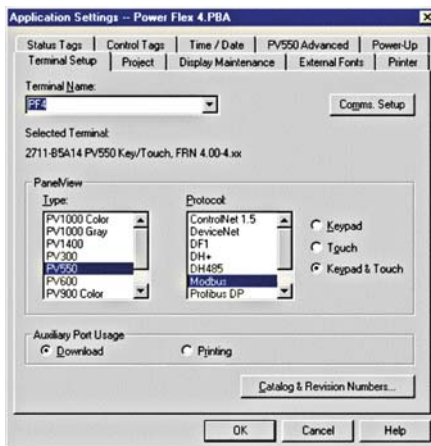 Application Settings -- Power Flex 4.PBA
Status Tags Control Tags Time / Date PV550 Advanced Power-Up
Terminal Setup Project Display Maintenance External Fonts Printer
Terminal Name:
PF4
Comms. Setup
Selected Terminal:
2711-B5A14 PV550 Key/Touch, FRN 4.00-4.xx
PanelView
Type:
PV1000 Color
PV1000 Gray
PV1400
PV300
PV550
PV600
PV900 Color
Protocol:
ControlNet 1.5
DeviceNet
DF1
DH+
DH485
Modbus
Profibus DP
Keypad
Touch
Keypad & Touch
Auxiliary Port Usage
Download Printing
Catalog & Revision Numbers...
OK Cancel Help